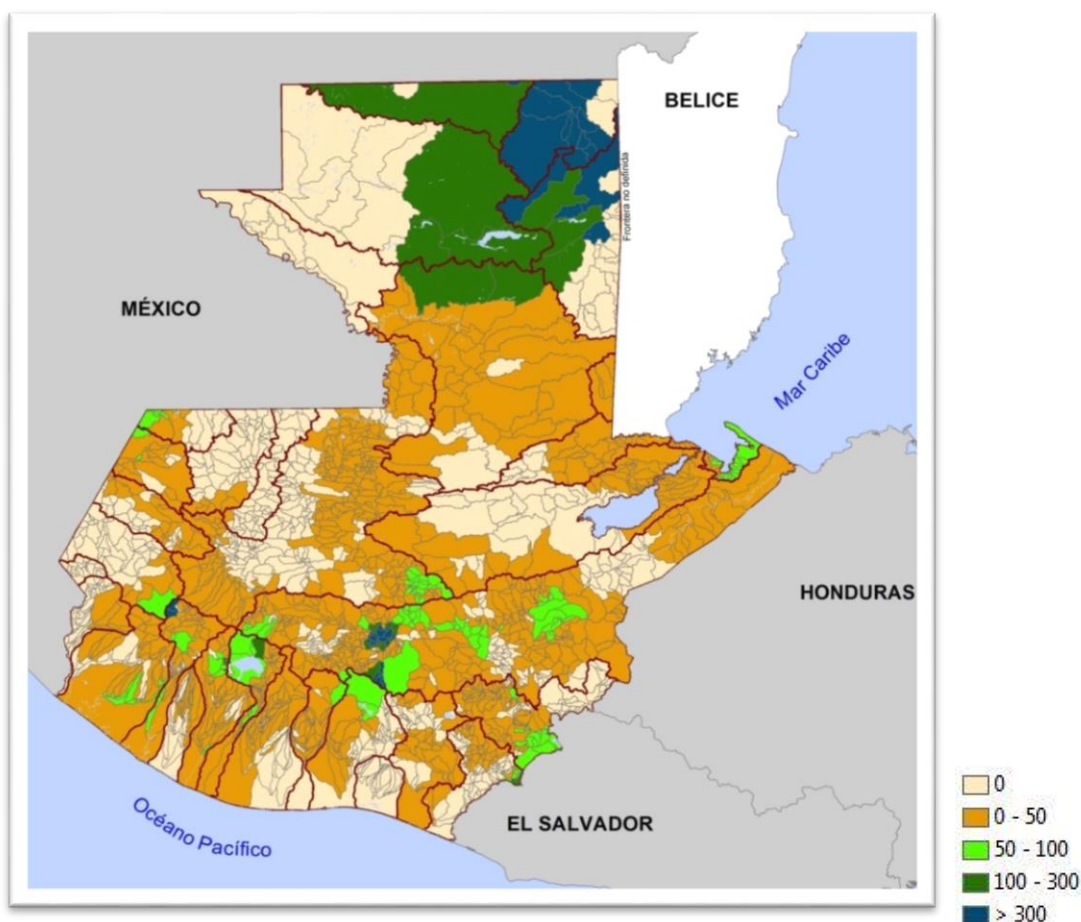 BELICE
Frontera no definida
MÉXICO
Mar Caribe
HONDURAS
EL SALVADOR
Océano Pacífico
0
0 - 50
50 - 100
100 - 300
> 300